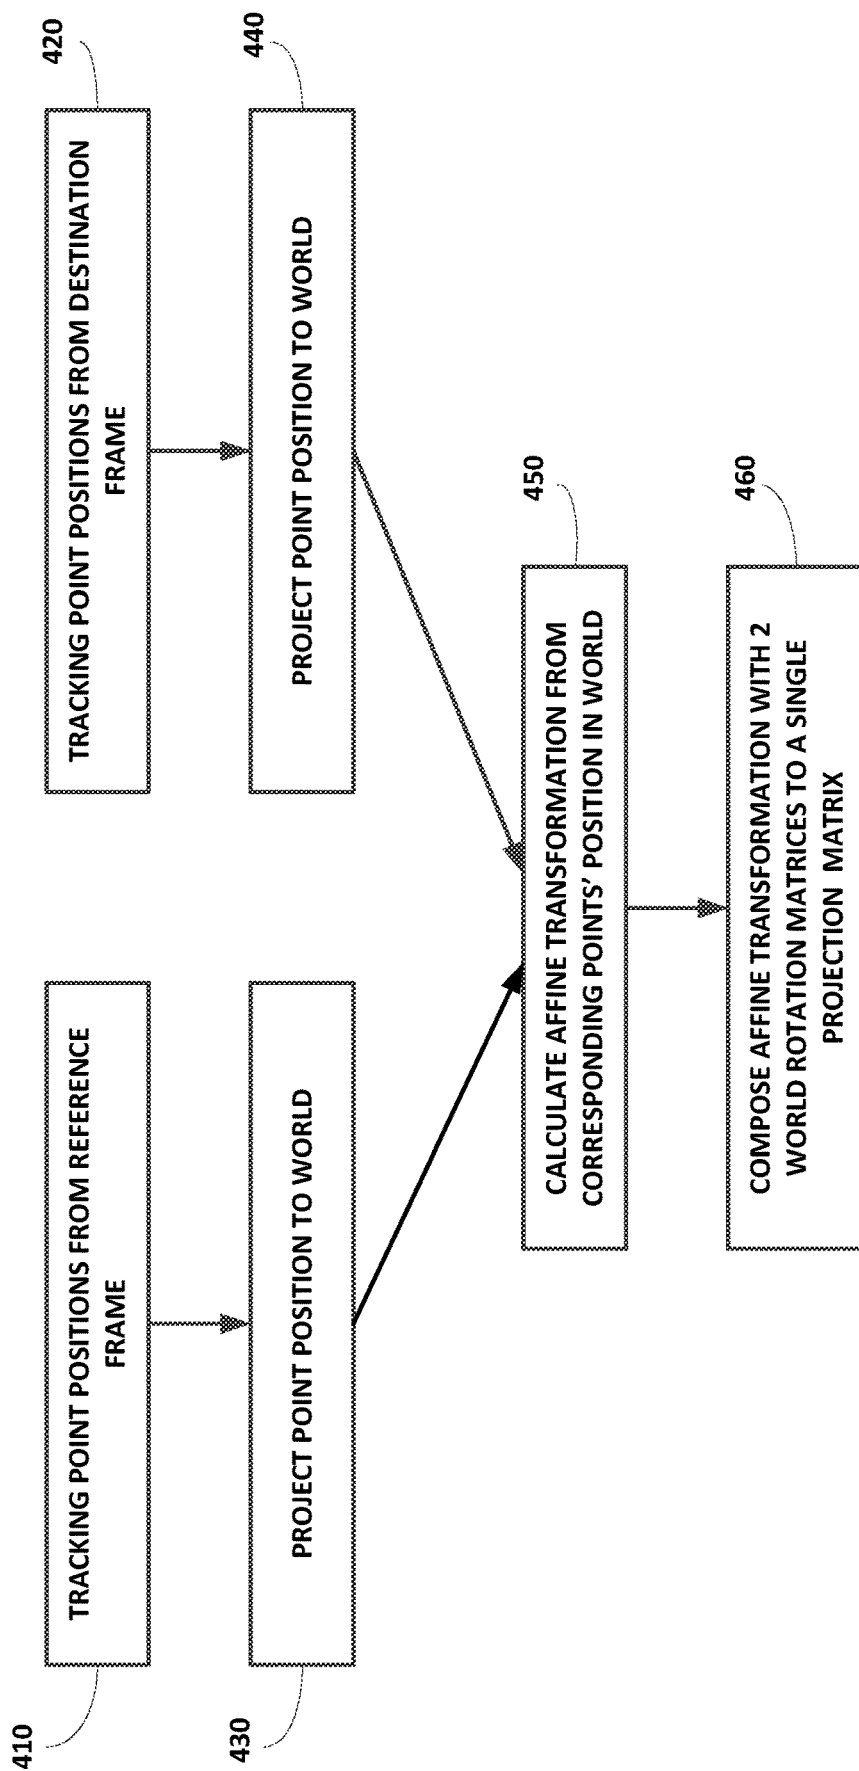 410
TRACKING POINT POSITIONS FROM REFERENCE
FRAME
TRACKING POINT POSITIONS FROM DESTINATION
FRAME
420
430
PROJECT POINT POSITION TO WORLD
PROJECT POINT POSITION TO WORLD
440
CALCULATE AFFINE TRANSFORMATION FROM
CORRESPONDING POINTS' POSITION IN WORLD
450
COMPOSE AFFINE TRANSFORMATION WITH 2
WORLD ROTATION MATRICES TO A SINGLE
PROJECTION MATRIX
460